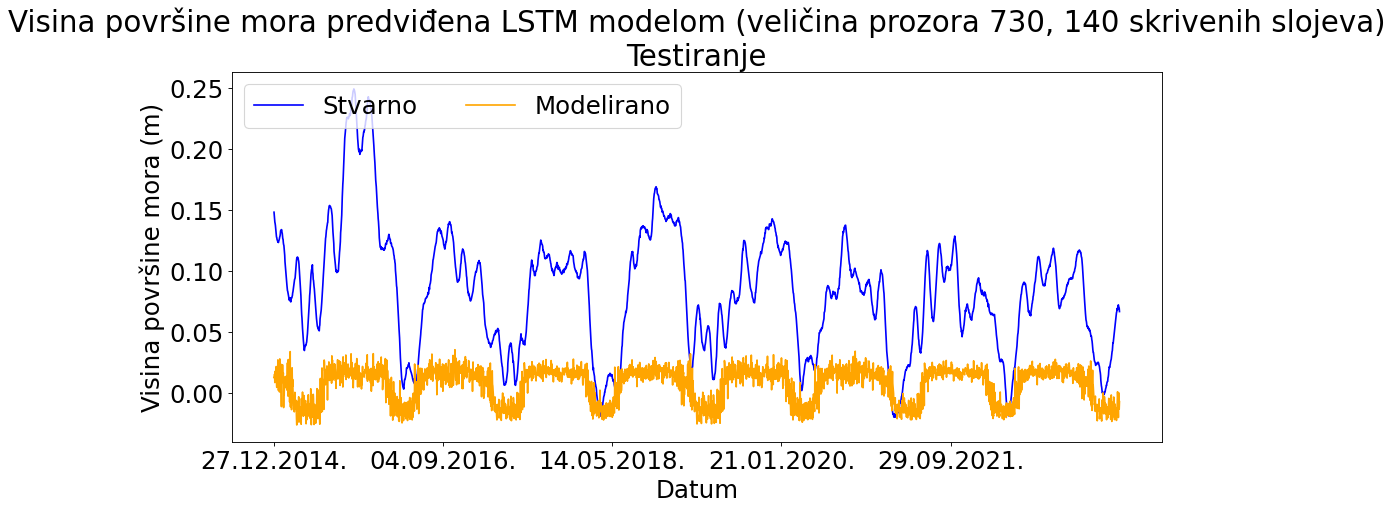 Visina površine mora predviđena LSTM modelom (veličina prozora 730, 140 skrivenih slojeva)
Testiranje
Stvarno Modelirano
Visina površine mora (m)
0.25
0.20
0.15
0.10
0.05
0.00
27.12.2014. 04.09.2016. 14.05.2018. 21.01.2020. 29.09.2021.
Datum